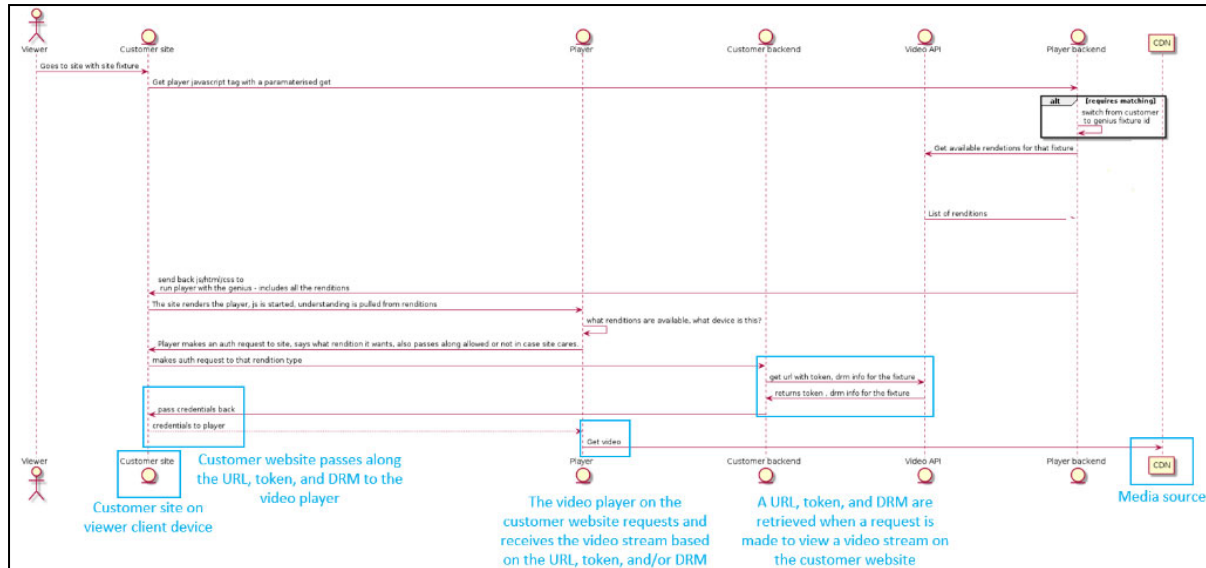 Viewer
Customer site
Player
Customer backend
Video API
Player backend
CDN
Goes to site with site fixture
Get player javascript tag with a paramaterised get
alt [requires matching]
switch from customer
to genius fixture id
Get available rendetions for that fixture
List of renditions
send back js/html/css to
run player with the genius - includes all the renditions
The site renders the player, js is started, understanding is pulled from renditions
what renditions are available, what device is this?
Player makes an auth request to site, says what rendition it wants, also passes along allowed or not in case site cares.
makes auth request to that rendition type
get url with token, drm info for the fixture
returns token , drm info for the fixture
pass credentials back
credentials to player
Get video
Viewer
Customer site
Player
Customer backend
Video API
Player backend
CDN
Customer website passes along
the URL, token, and DRM to the
video player
Customer site on
viewer client device
The video player on the
customer website requests and
receives the video stream based
on the URL, token, and/or DRM
A URL, token, and DRM are
retrieved when a request is
made to view a video stream on
the customer website
Media source